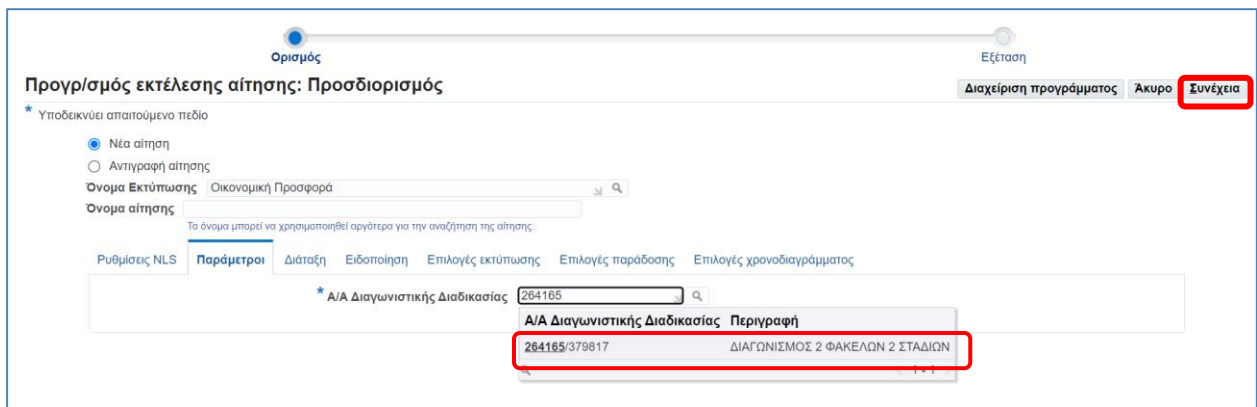 Ορισμός Εξέταση
Προγρ/σμός εκτέλεσης αίτησης: Προσδιορισμός Διαχείριση προγράμματος Άκυρο Συνέχεια
* Υποδεικνύει απαιτούμενο πεδίο
Νέα αίτηση
Αντιγραφή αίτησης
Όνομα Εκτύπωσης Οικονομική Προσφορά
Όνομα αίτησης
Το όνομα μπορεί να χρησιμοποιηθεί αργότερα για την αναζήτηση της αίτησης.
Ρυθμίσεις NLS Παράμετροι Διάταξη Ειδοποίηση Επιλογές εκτύπωσης Επιλογές παράδοσης Επιλογές χρονοδιαγράμματος
* Α/Α Διαγωνιστικής Διαδικασίας 264165
Α/Α Διαγωνιστικής Διαδικασίας Περιγραφή
264165/379817 ΔΙΑΓΩΝΙΣΜΟΣ 2 ΦΑΚΕΛΩΝ 2 ΣΤΑΔΙΩΝ